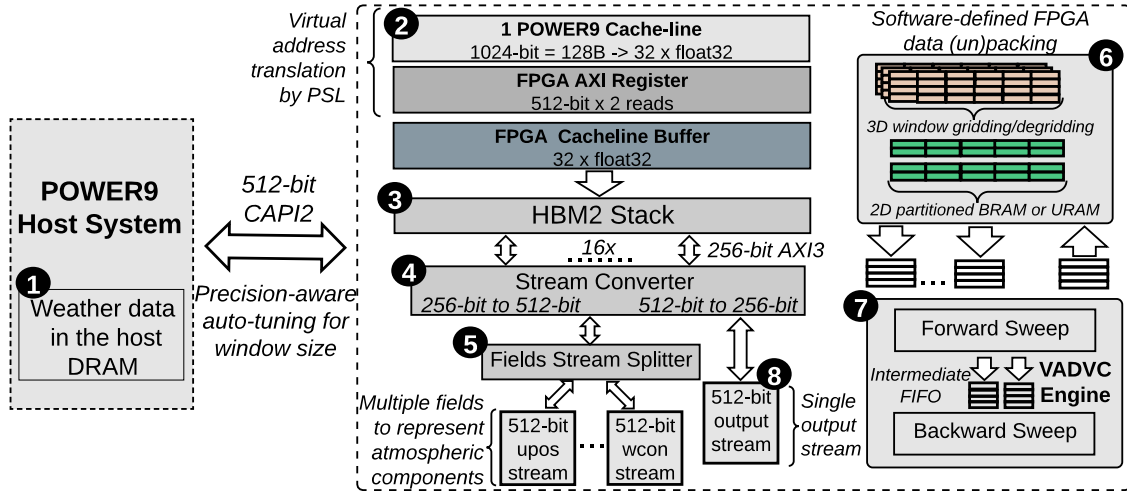 POWER9
Host System
1
Weather data
in the host
DRAM
512-bit
CAPI2
Precision-aware
auto-tuning for
window size
Virtual
address
translation
by PSL
2
1 POWER9 Cache-line
1024-bit = 128B -> 32 x float32
FPGA AXI Register
512-bit x 2 reads
FPGA Cacheline Buffer
32 x float32
3
HBM2 Stack
16x
256-bit AXI3
4
Stream Converter
256-bit to 512-bit
512-bit to 256-bit
5
Fields Stream Splitter
Multiple fields
to represent
atmospheric
components
512-bit
upos
stream
512-bit
wcon
stream
8
512-bit
output
stream
Single
output
stream
Software-defined FPGA
data (un)packing
6
3D window gridding/degridding
2D partitioned BRAM or URAM
7
Forward Sweep
Intermediate
FIFO
VADVC
Engine
Backward Sweep